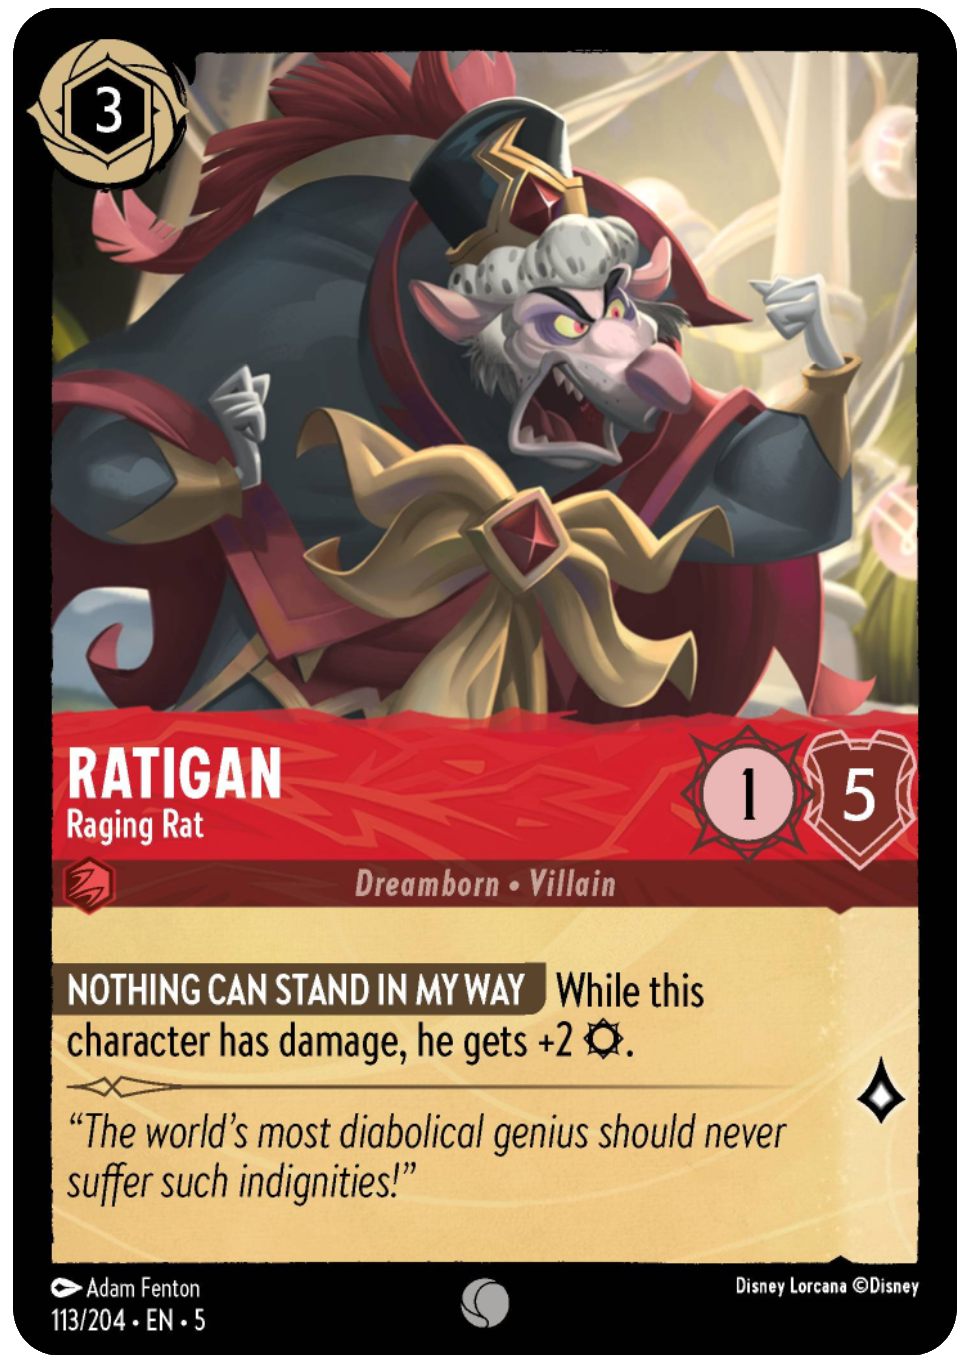 3
RATIGAN
Raging Rat
1
5
Dreamborn • Villain
NOTHING CAN STAND IN MY WAY While this
character has damage, he gets +2 .
“The world’s most diabolical genius should never
suffer such indignities!”
Adam Fenton
113/204 • EN • 5
Disney Lorcana ©Disney